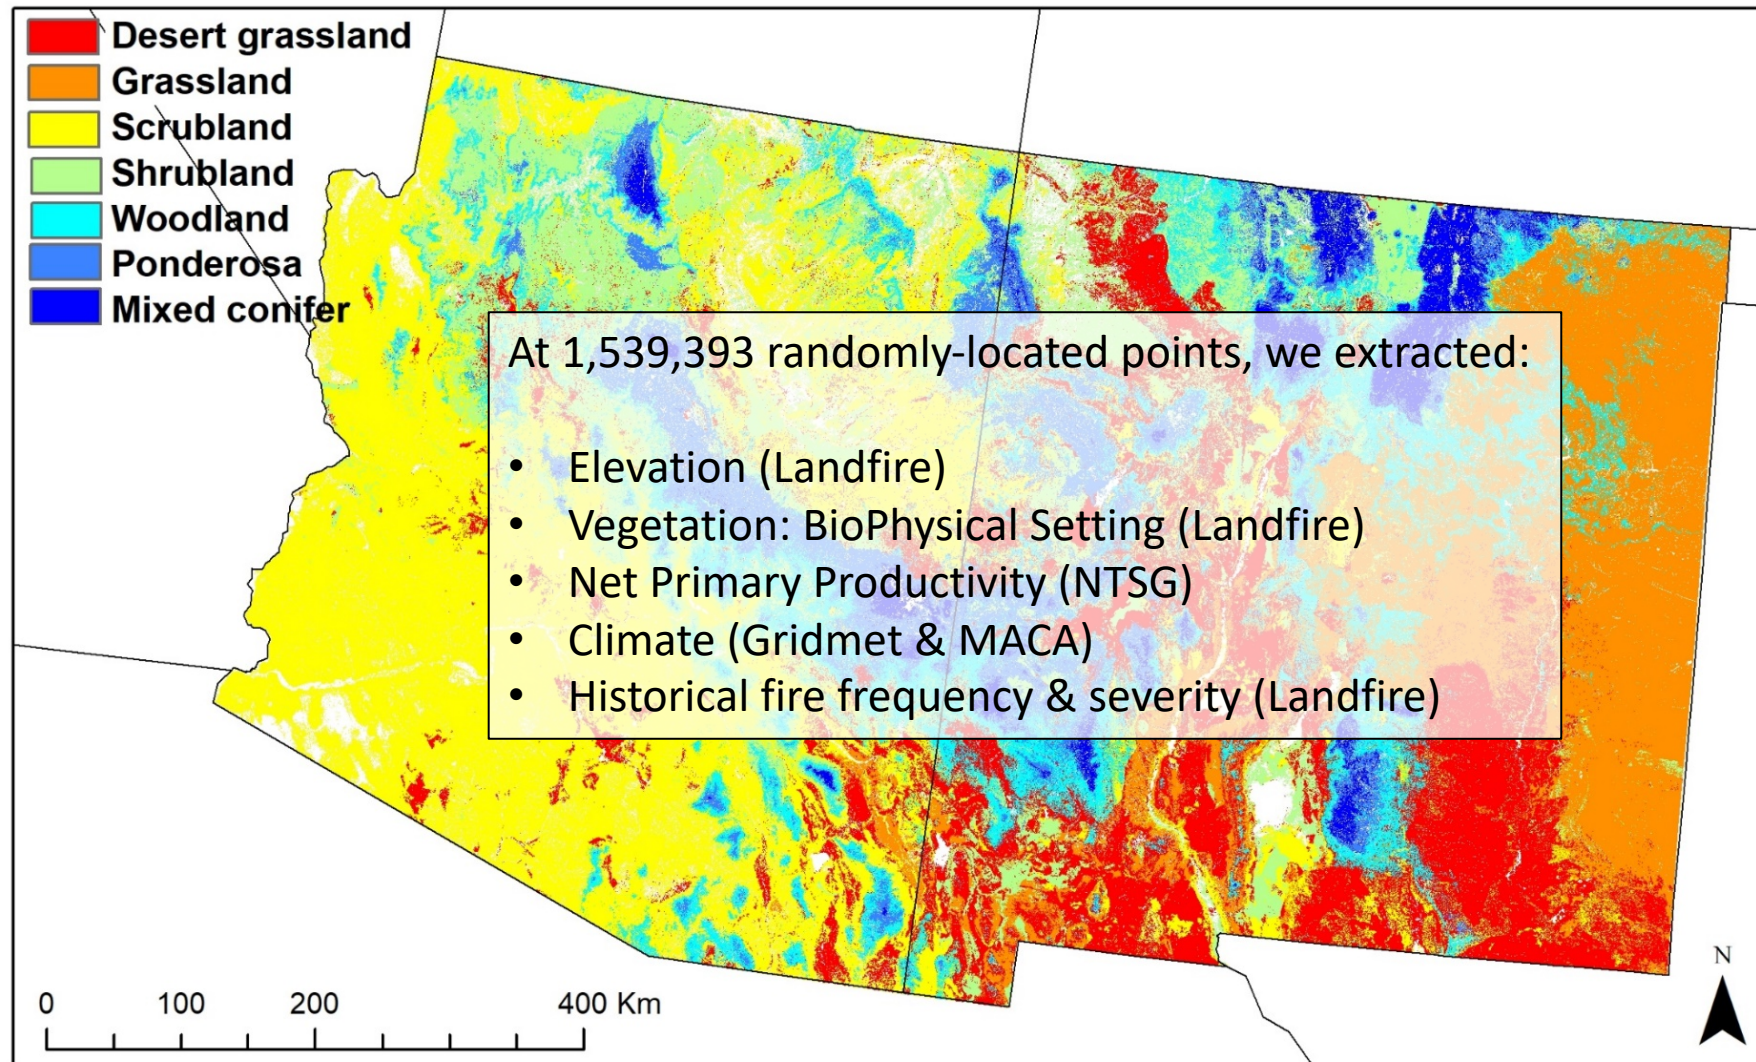 Desert grassland
Grassland
Scrubland
Shrubland
Woodland
Ponderosa
Mixed conifer
At 1,539,393 randomly-located points, we extracted:
• Elevation (Landfire)
• Vegetation: BioPhysical Setting (Landfire)
• Net Primary Productivity (NTSG)
• Climate (Gridmet & MACA)
• Historical fire frequency & severity (Landfire)
N
0 100 200 400 Km